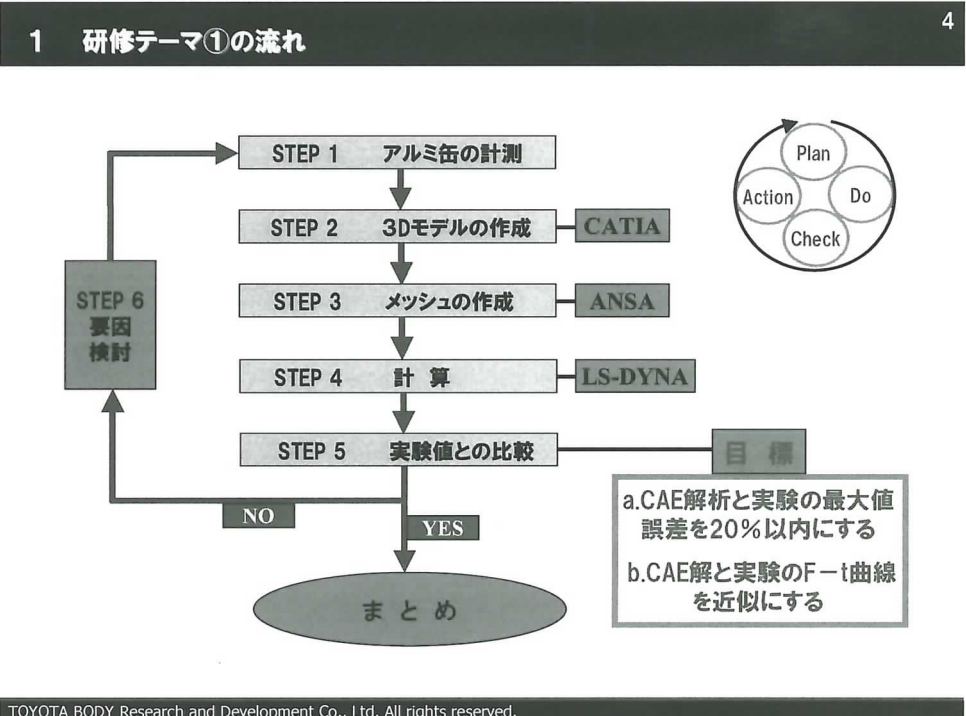 4
1 研修テーマ①の流れ
STEP 1 アルミ缶の計測
STEP 2 3Dモデルの作成
CATIA
STEP 3 メッシュの作成
ANSA
STEP 4 計 算
LS-DYNA
STEP 5 実験値との比較
目 標
a.CAE解析と実験の最大値
誤差を20%以内にする
b.CAE解と実験のF-t曲線
を近似にする
STEP 6
要因
検討
NO
YES
まとめ
Plan
Do
Check
Action
TOYOTA BODY Research and Development Co., Ltd. All rights reserved.